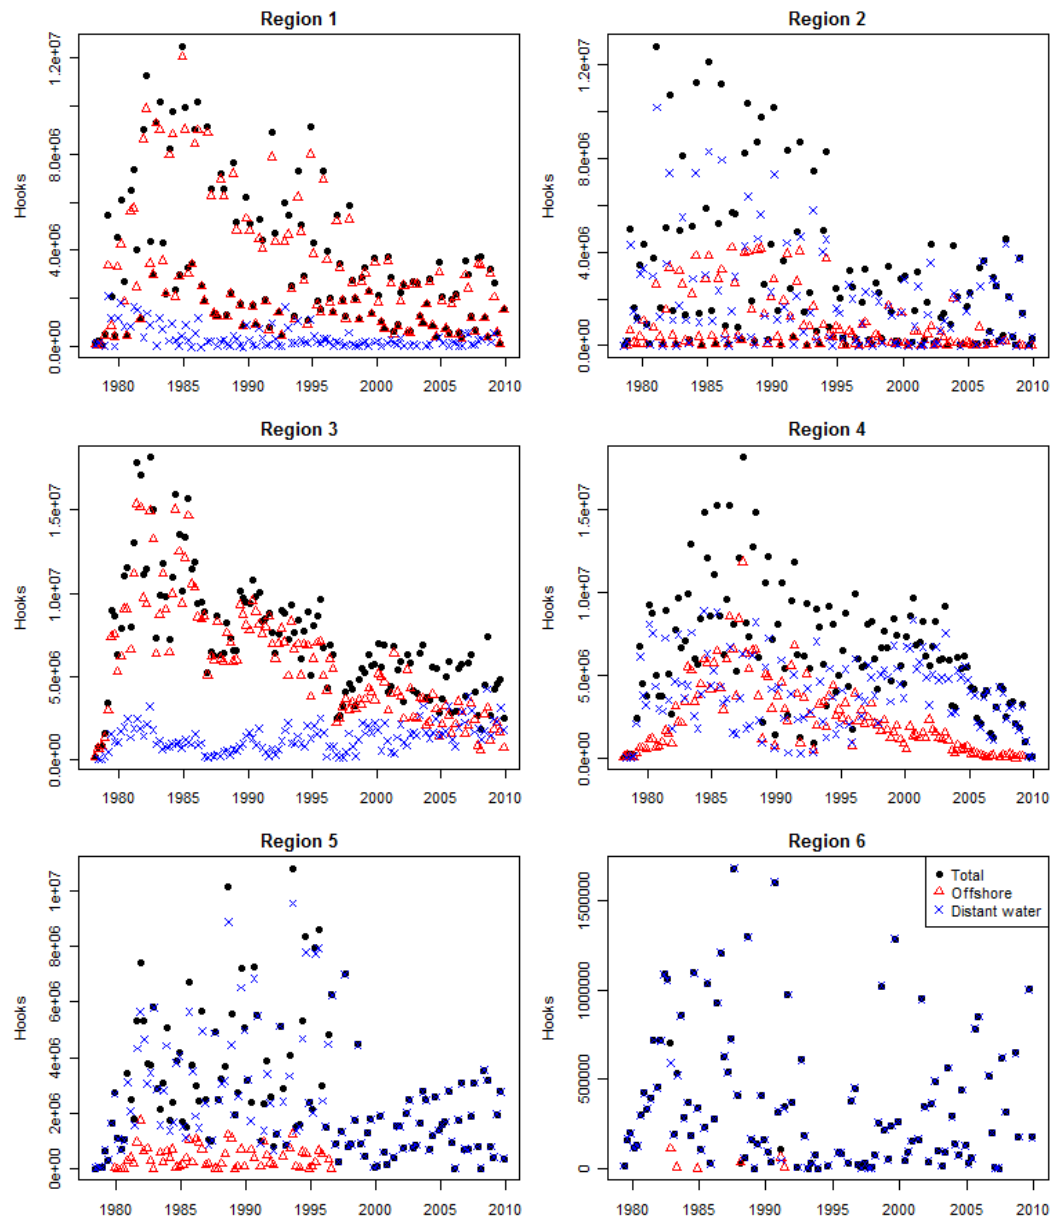 Region 1
Hooks
0.0e+00 4.0e+06 8.0e+06 1.2e+07
1980 1985 1990 1995 2000 2005 2010
Region 2
Hooks
0.0e+00 4.0e+06 8.0e+06 1.2e+07
1980 1985 1990 1995 2000 2005 2010
Region 3
Hooks
0.0e+00 5.0e+06 1.0e+07 1.5e+07
1980 1985 1990 1995 2000 2005 2010
Region 4
Hooks
0.0e+00 5.0e+06 1.0e+07 1.5e+07
1980 1985 1990 1995 2000 2005 2010
Region 5
Hooks
0e+00 2e+06 4e+06 6e+06 8e+06 1e+07
1980 1985 1990 1995 2000 2005 2010
Region 6
Hooks
0 500000 1000000 1500000
Total
Offshore
Distant water
1980 1985 1990 1995 2000 2005 2010